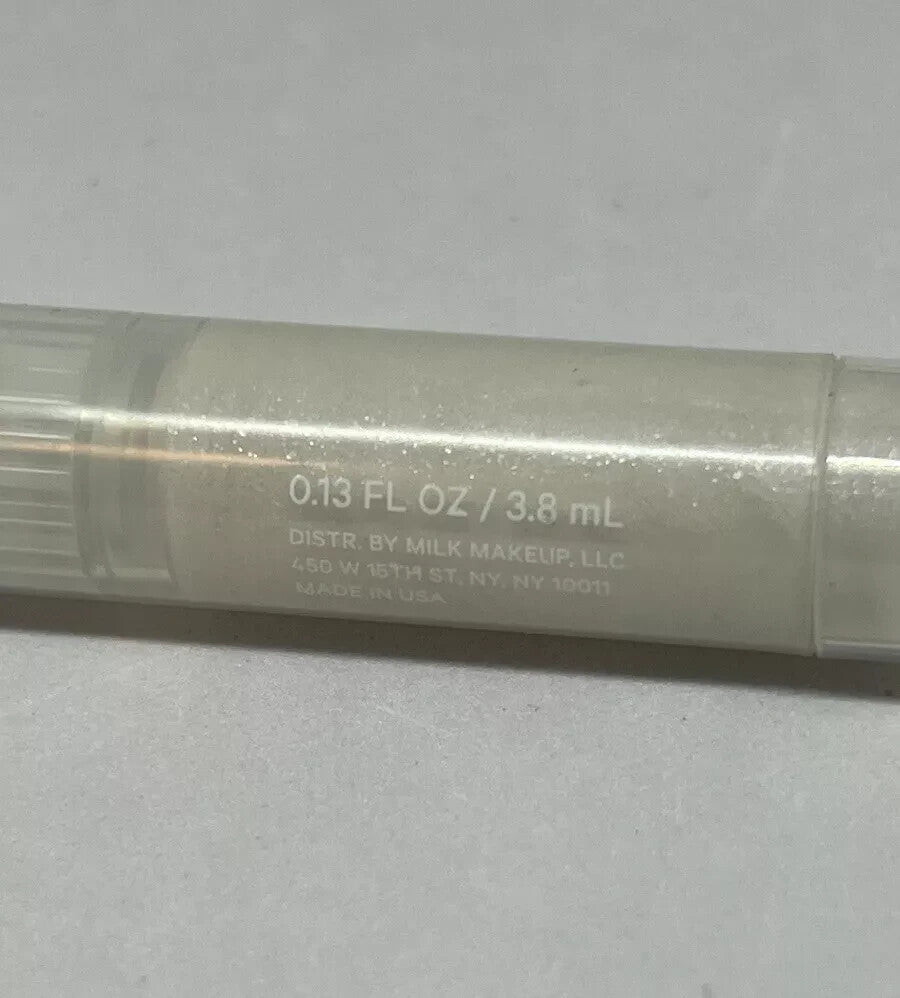 0.13 FL OZ / 3.8 mL
DISTR. BY MILK MAKEUP, LLC
450 W 15TH ST, NY, NY 10011
MADE IN USA